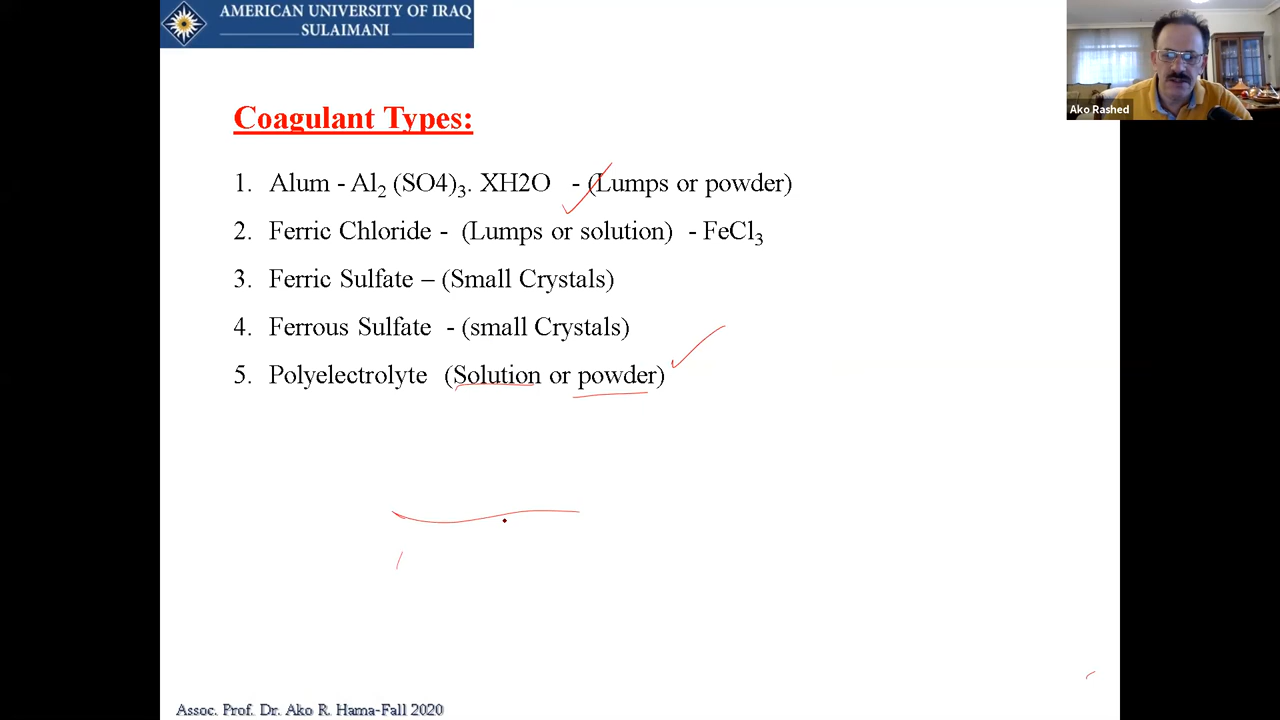 AMERICAN UNIVERSITY OF IRAQ
SULAIMANI
Ako Rashed
Coagulant Types:
1. Alum - Al₂ (SO4)₃. XH2O - (Lumps or powder)
2. Ferric Chloride - (Lumps or solution) - FeCl₃
3. Ferric Sulfate – (Small Crystals)
4. Ferrous Sulfate - (small Crystals)
5. Polyelectrolyte (Solution or powder)
Assoc. Prof. Dr. Ako R. Hama-Fall 2020